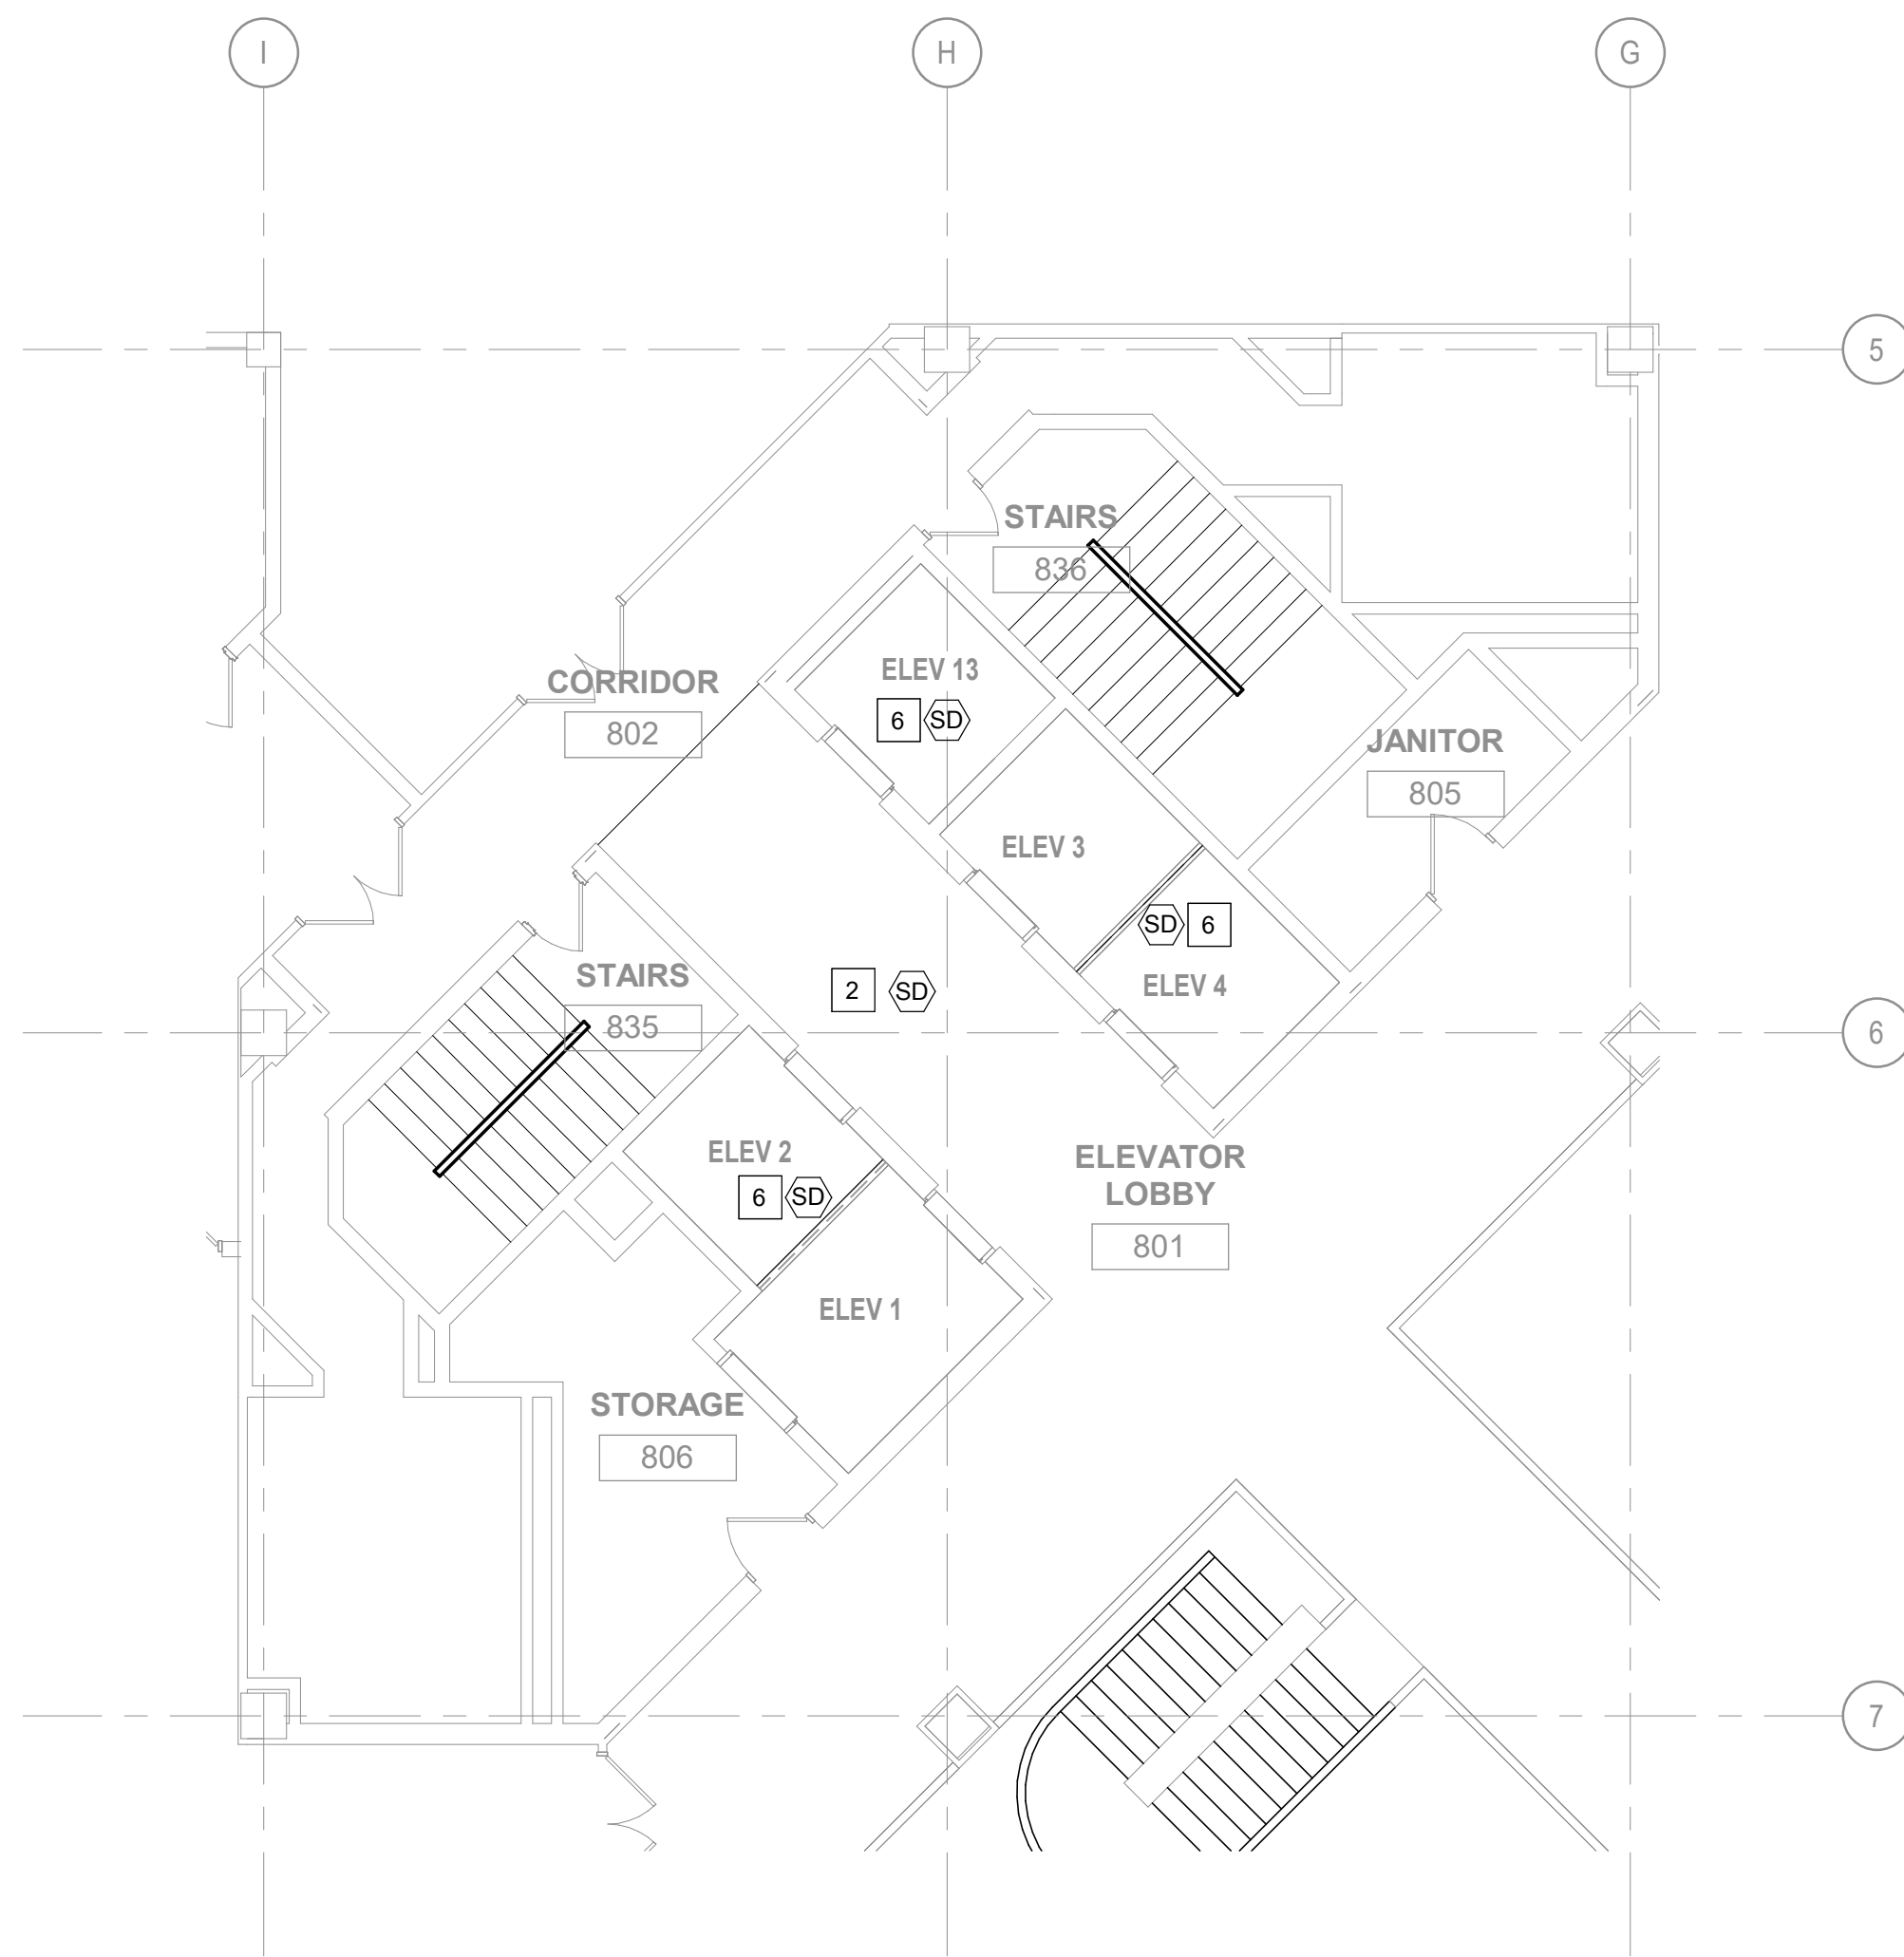 I
H
G
5
STAIRS
836
ELEV 13
6 SD
CORRIDOR
802
JANITOR
805
ELEV 3
SD 6
ELEV 4
STAIRS
835
2 SD
6
ELEV 2
6 SD
ELEVATOR
LOBBY
801
ELEV 1
STORAGE
806
7